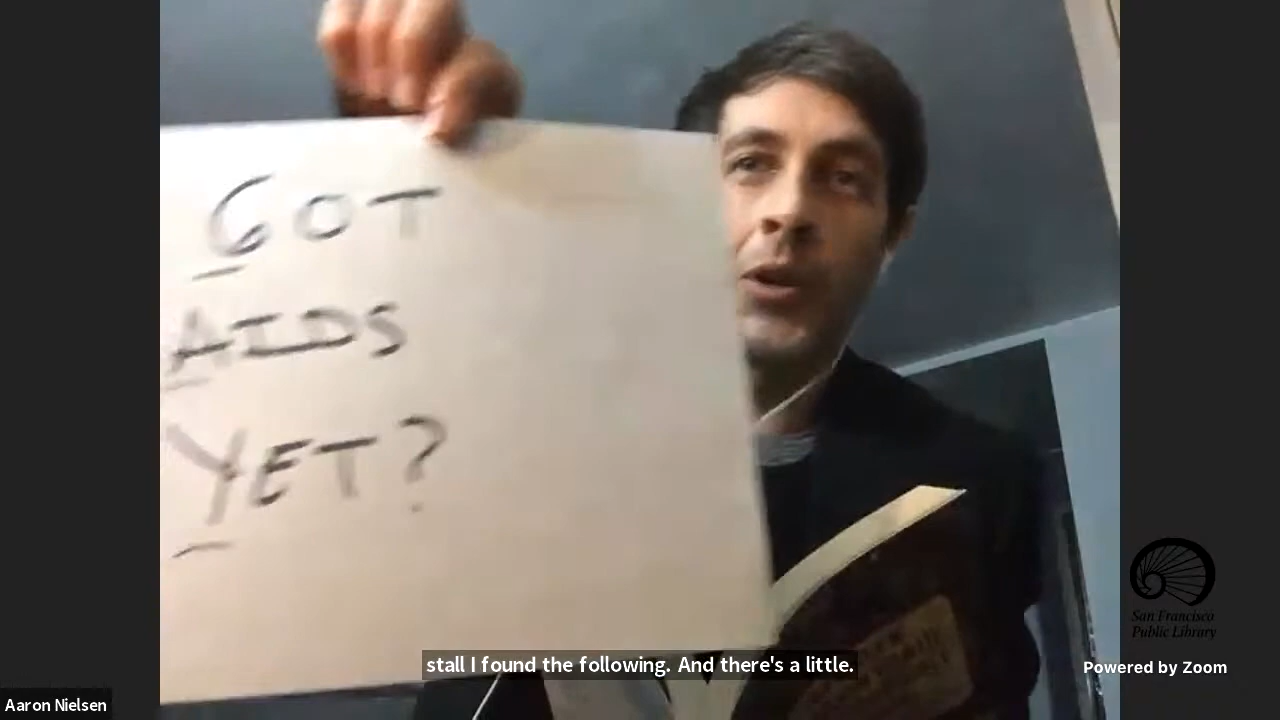 GOT
AIDS
YET?
stall I found the following. And there's a little.
San Francisco
Public Library
Powered by Zoom
Aaron Nielsen